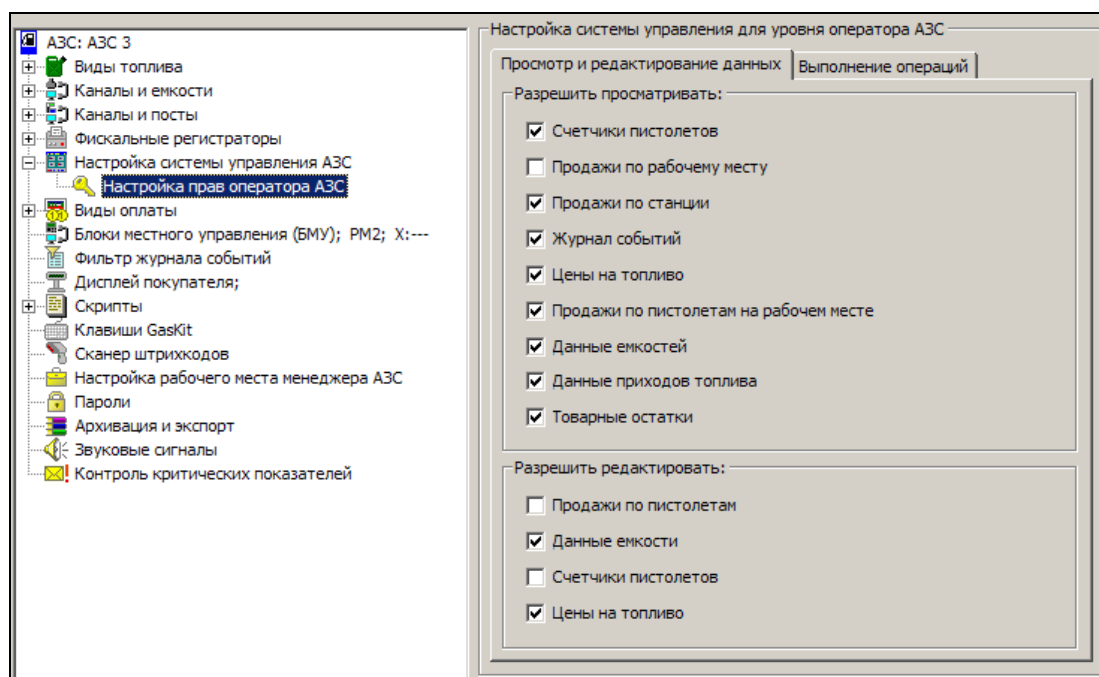 АЗС: АЗС 3
Виды топлива
Каналы и емкости
Каналы и посты
Фискальные регистраторы
Настройка системы управления АЗС
Настройка прав оператора АЗС
Виды оплаты
Блоки местного управления (БМУ); РМ2; X:---
Фильтр журнала событий
Дисплей покупателя;
Скрипты
Клавиши GasKit
Сканер штрихкодов
Настройка рабочего места менеджера АЗС
Пароли
Архивация и экспорт
Звуковые сигналы
Контроль критических показателей
Настройка системы управления для уровня оператора АЗС
Просмотр и редактирование данных
Выполнение операций
Разрешить просматривать:
Счетчики пистолетов
Продажи по рабочему месту
Продажи по станции
Журнал событий
Цены на топливо
Продажи по пистолетам на рабочем месте
Данные емкостей
Данные приходов топлива
Товарные остатки
Разрешить редактировать:
Продажи по пистолетам
Данные емкости
Счетчики пистолетов
Цены на топливо